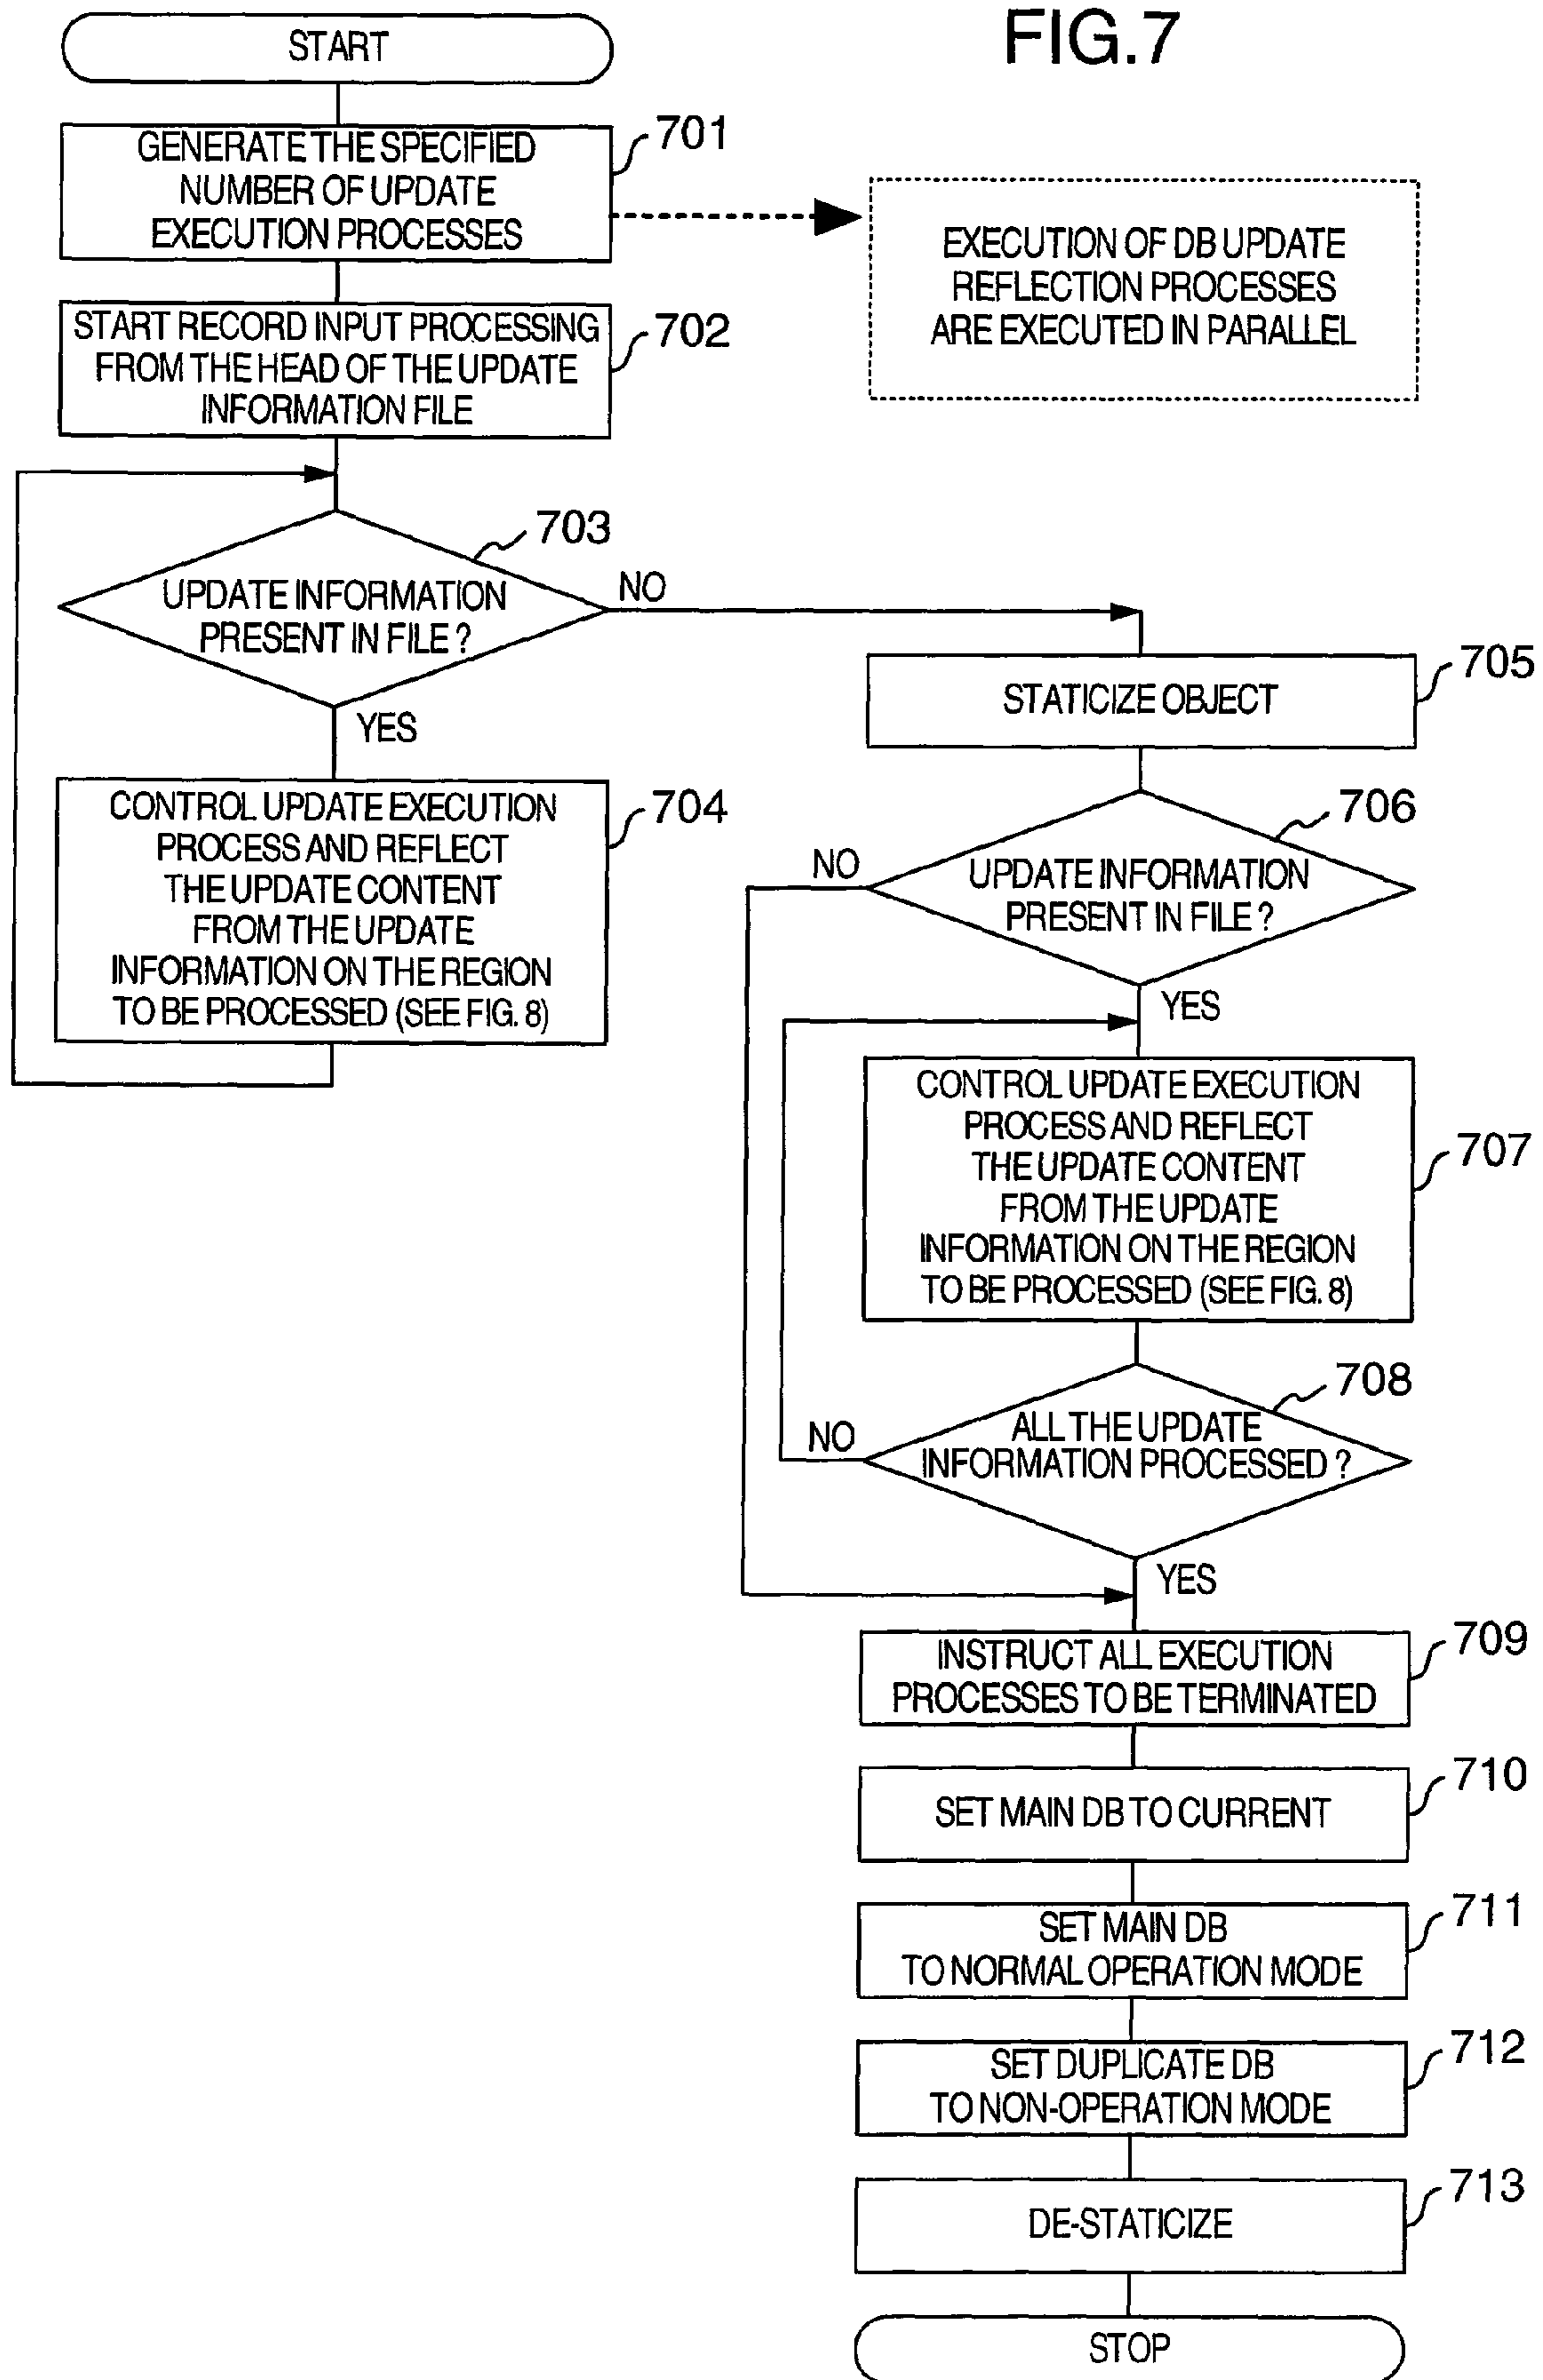 FIG.7
START
GENERATE THE SPECIFIED
NUMBER OF UPDATE
EXECUTION PROCESSES
701
EXECUTION OF DB UPDATE
REFLECTION PROCESSES
ARE EXECUTED IN PARALLEL
START RECORD INPUT PROCESSING
FROM THE HEAD OF THE UPDATE
INFORMATION FILE
702
703
UPDATE INFORMATION
PRESENT IN FILE ?
NO
YES
CONTROL UPDATE EXECUTION
PROCESS AND REFLECT
THE UPDATE CONTENT
FROM THE UPDATE
INFORMATION ON THE REGION
TO BE PROCESSED (SEE FIG. 8)
704
705
STATICIZE OBJECT
706
NO
UPDATE INFORMATION
PRESENT IN FILE ?
YES
CONTROL UPDATE EXECUTION
PROCESS AND REFLECT
THE UPDATE CONTENT
FROM THE UPDATE
INFORMATION ON THE REGION
TO BE PROCESSED (SEE FIG. 8)
707
708
NO
ALL THE UPDATE
INFORMATION PROCESSED ?
YES
INSTRUCT ALL EXECUTION
PROCESSES TO BE TERMINATED
709
SET MAIN DB TO CURRENT
710
SET MAIN DB
TO NORMAL OPERATION MODE
711
SET DUPLICATE DB
TO NON-OPERATION MODE
712
DE-STATICIZE
713
STOP